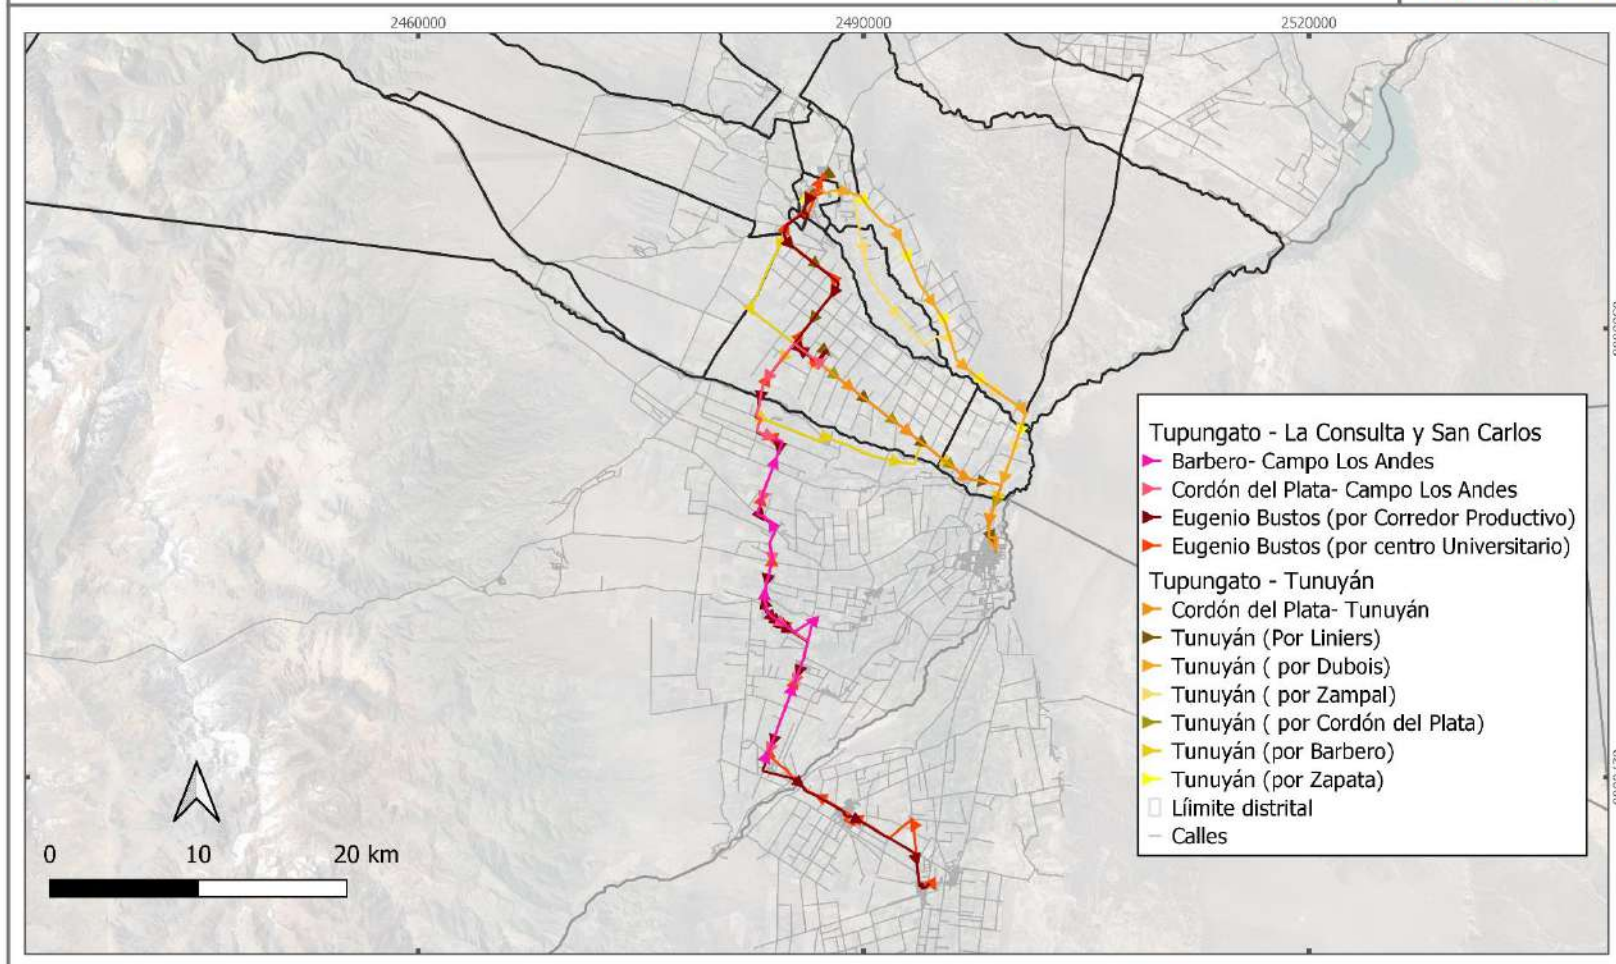 2460000
2490000
2520000
Tupungato - La Consulta y San Carlos
Barbero- Campo Los Andes
Cordón del Plata- Campo Los Andes
Eugenio Bustos (por Corredor Productivo)
Eugenio Bustos (por centro Universitario)
Tupungato - Tunuyán
Cordón del Plata- Tunuyán
Tunuyán (Por Liniers)
Tunuyán ( por Dubois)
Tunuyán ( por Zampal)
Tunuyán ( por Cordón del Plata)
Tunuyán (por Barbero)
Tunuyán (por Zapata)
Líimite distrital
Calles
0 10 20 km